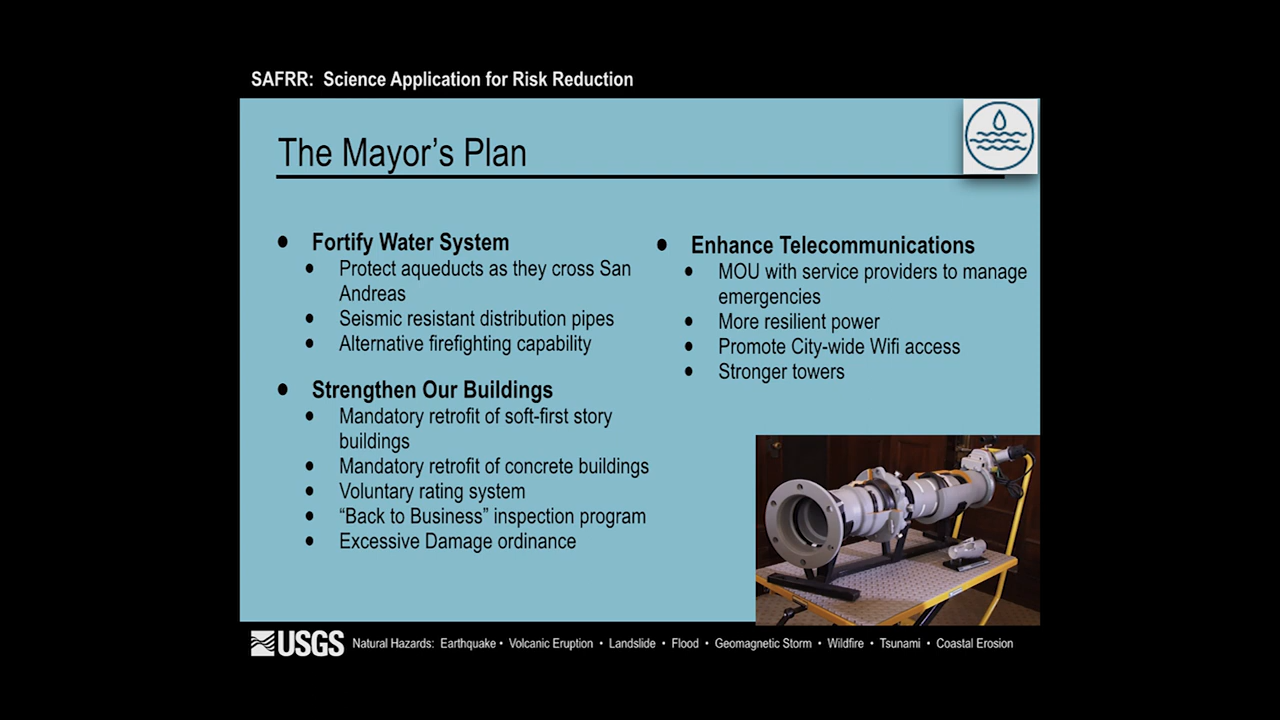 SAFRR: Science Application for Risk Reduction
The Mayor’s Plan
Fortify Water System
Protect aqueducts as they cross San
Andreas
Seismic resistant distribution pipes
Alternative firefighting capability
Strengthen Our Buildings
Mandatory retrofit of soft-first story
buildings
Mandatory retrofit of concrete buildings
Voluntary rating system
“Back to Business” inspection program
Excessive Damage ordinance
Enhance Telecommunications
MOU with service providers to manage
emergencies
More resilient power
Promote City-wide Wifi access
Stronger towers
USGS Natural Hazards: Earthquake • Volcanic Eruption • Landslide • Flood • Geomagnetic Storm • Wildfire • Tsunami • Coastal Erosion